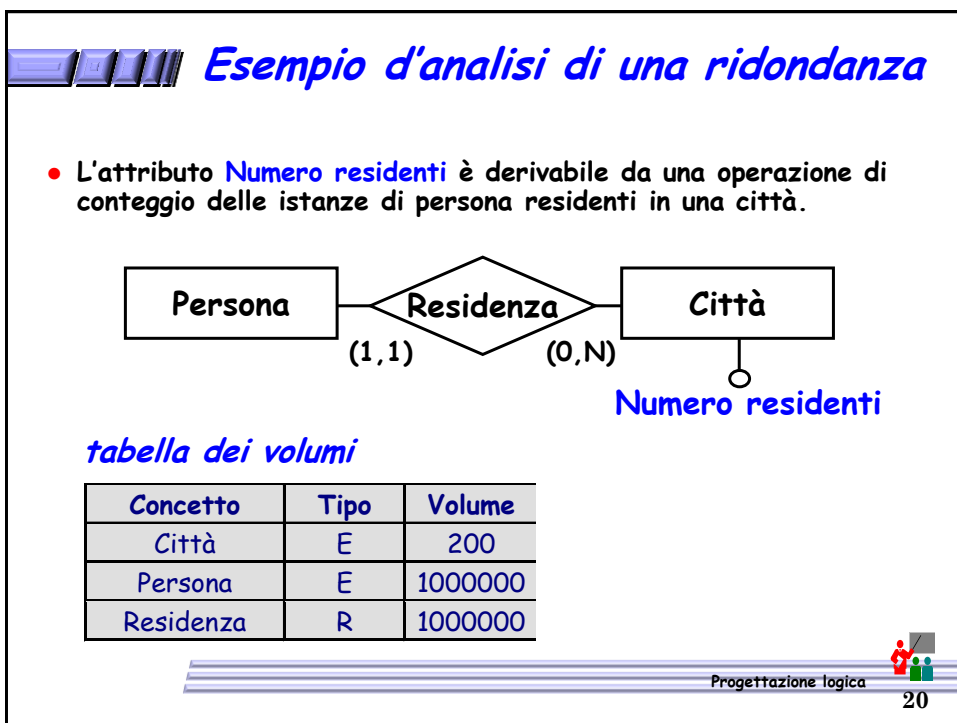 Esempio d'analisi di una ridondanza
L'attributo Numero residenti è derivabile da una operazione di
conteggio delle istanze di persona residenti in una città.
Persona
Residenza
Città
(1,1)
(0,N)
Numero residenti
tabella dei volumi
Concetto Tipo Volume
Città E 200
Persona E 1000000
Residenza R 1000000
Progettazione logica
20